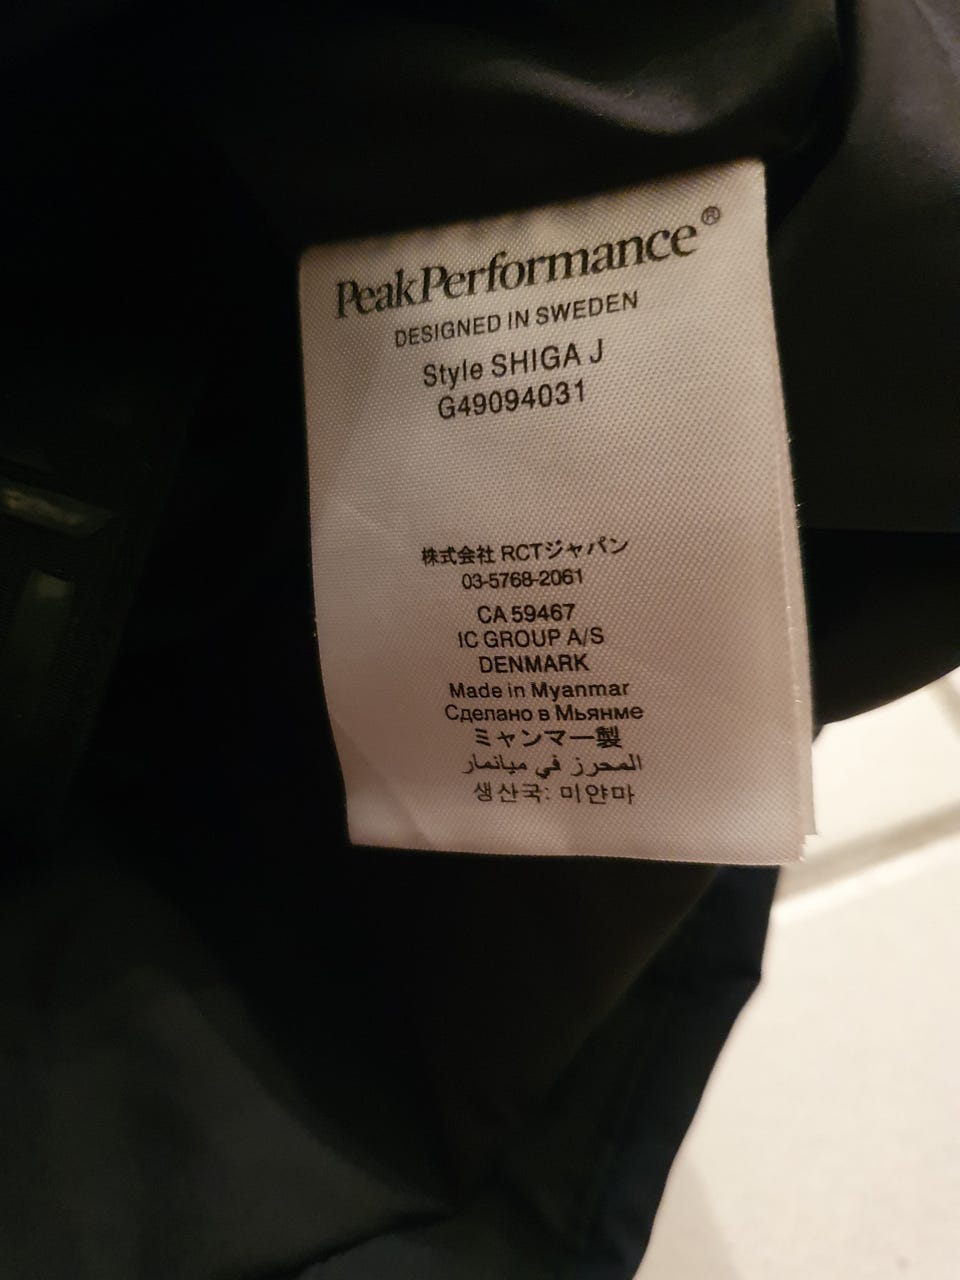 PeakPerformance®
DESIGNED IN SWEDEN
Style SHIGA J
G49094031
株式会社 RCTジャパン
03-5768-2061
CA 59467
IC GROUP A/S
DENMARK
Made in Myanmar
Сделано в Мьянме
ミャンマー製
المحرز في ميانمار
생산국: 미얀마